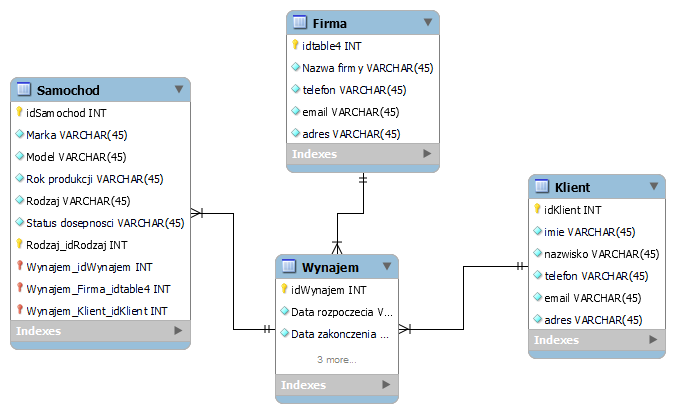 Firma
idtable4 INT
Nazwa firmy VARCHAR(45)
telefon VARCHAR(45)
email VARCHAR(45)
adres VARCHAR(45)
Indexes
Samochod
idSamochod INT
Marka VARCHAR(45)
Model VARCHAR(45)
Rok produkcji VARCHAR(45)
Rodzaj VARCHAR(45)
Status dosepnosci VARCHAR(45)
Rodzaj_idRodzaj INT
Wynajem_idWynajem INT
Wynajem_Firma_idtable4 INT
Wynajem_Klient_idKlient INT
Indexes
Klient
idKlient INT
imie VARCHAR(45)
nazwisko VARCHAR(45)
telefon VARCHAR(45)
email VARCHAR(45)
adres VARCHAR(45)
Indexes
Wynajem
idWynajem INT
Data rozpoczecia V...
Data zakonczenia ...
3 more...
Indexes